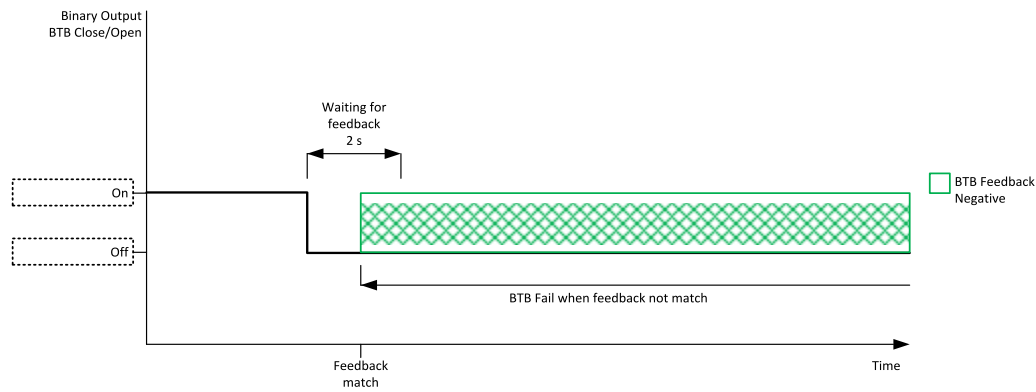 Binary Output
BTB Close/Open
Waiting for
feedback
2 s
On
Off
BTB Feedback
Negative
BTB Fail when feedback not match
Feedback
match
Time